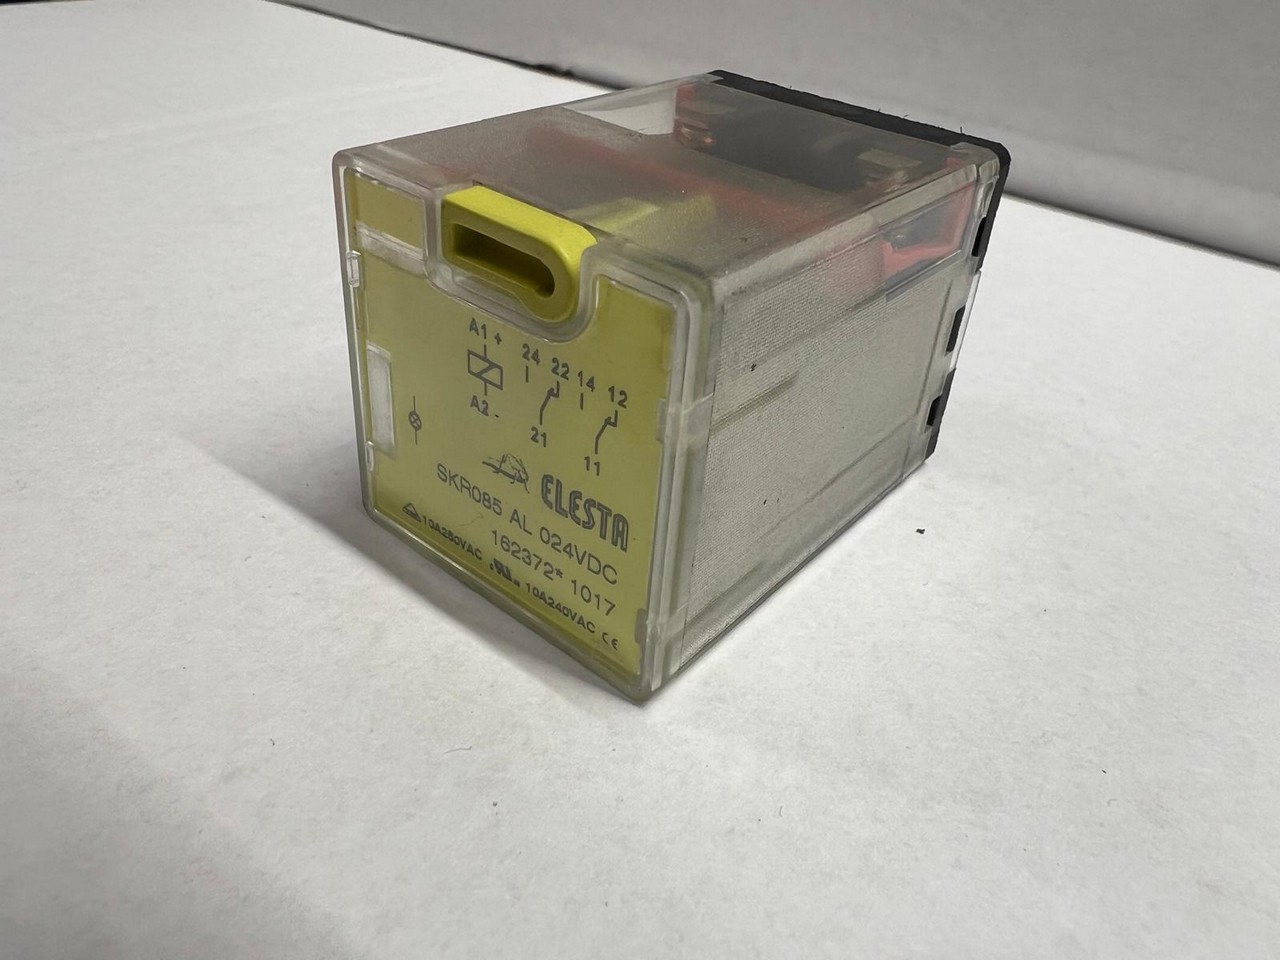 A1 +
24 22 14 12
A2 -
21 11
ELESTA
SKR085 AL 024VDC
162372* 1017
10A250VAC 10A240VAC CE